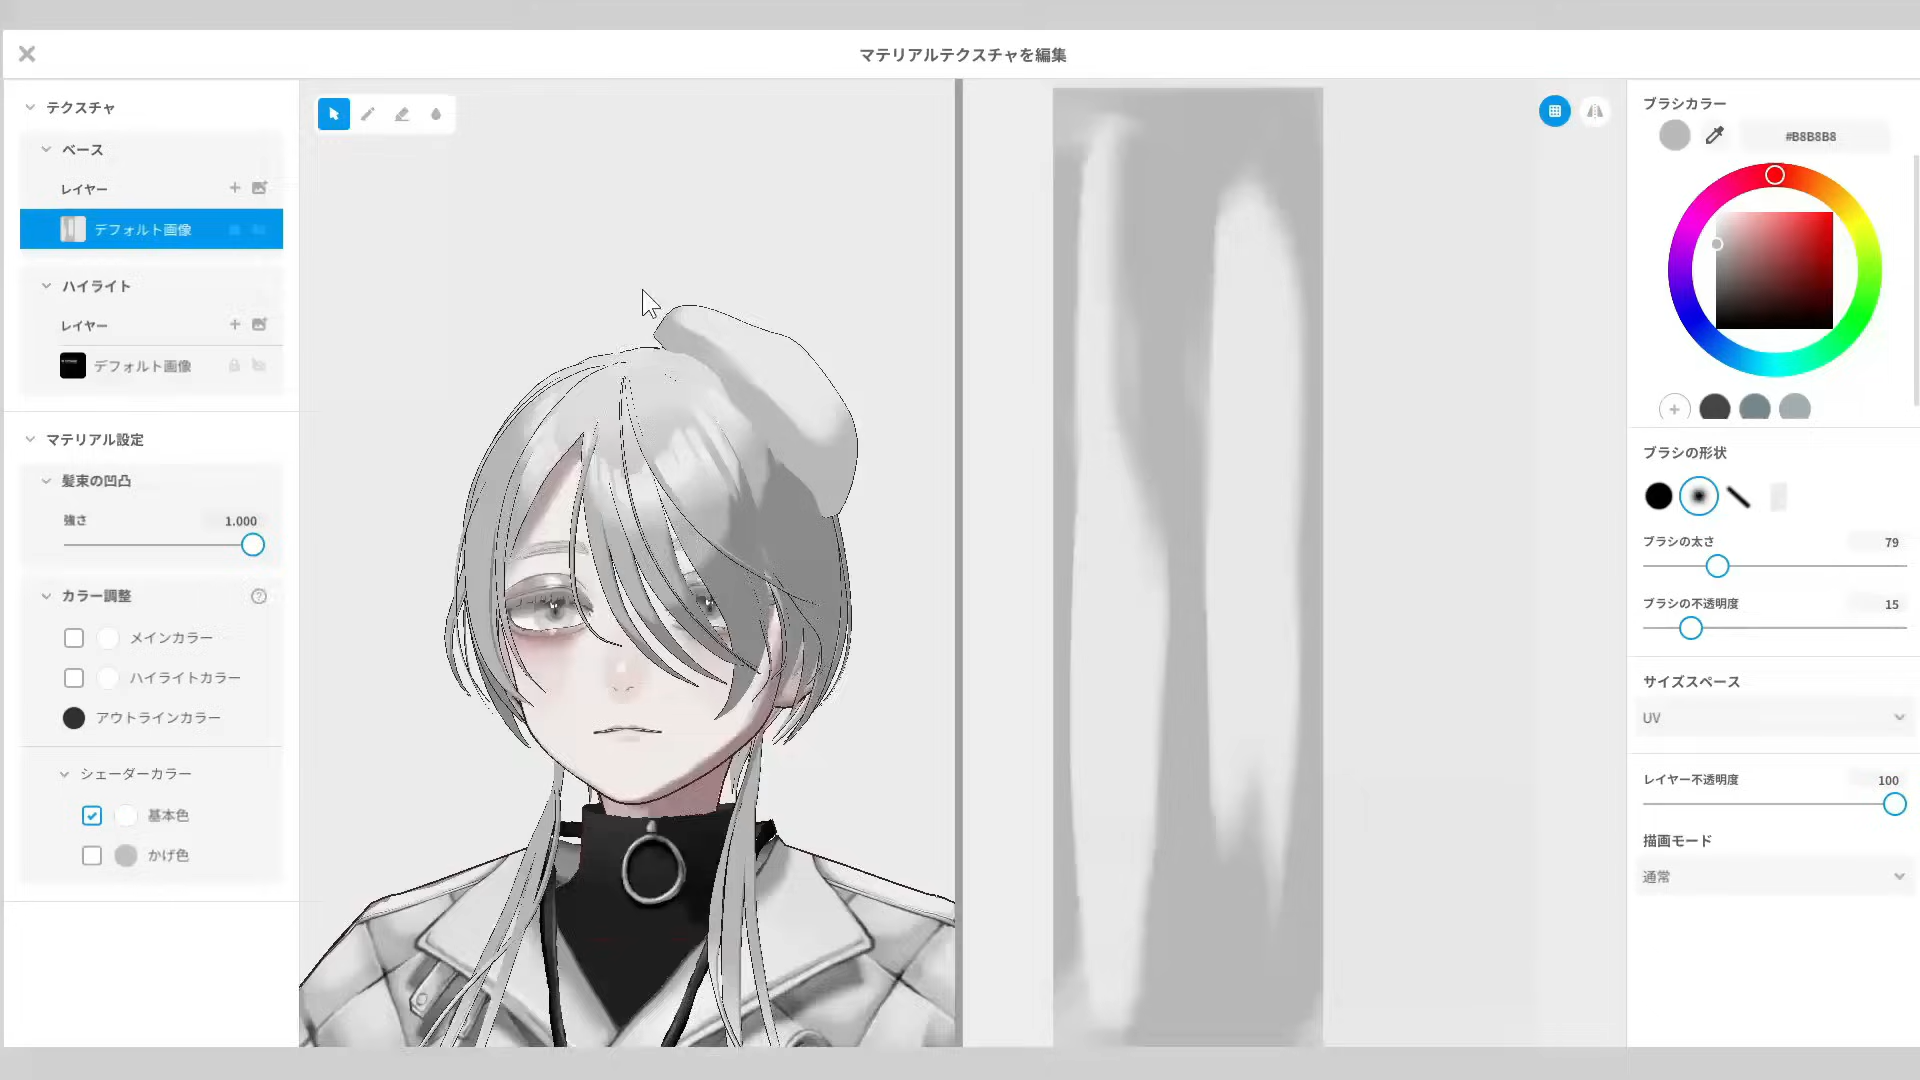 マテリアルテクスチャを編集
テクスチャ
ベース
レイヤー
デフォルト画像
ハイライト
レイヤー
デフォルト画像
マテリアル設定
髪束の凹凸
強さ 1.000
カラー調整
メインカラー
ハイライトカラー
アウトラインカラー
シェーダーカラー
基本色
かげ色
ブラシカラー
#B8B8B8
ブラシの形状
ブラシの太さ 79
ブラシの不透明度 15
サイズスペース
UV
レイヤー不透明度 100
描画モード
通常